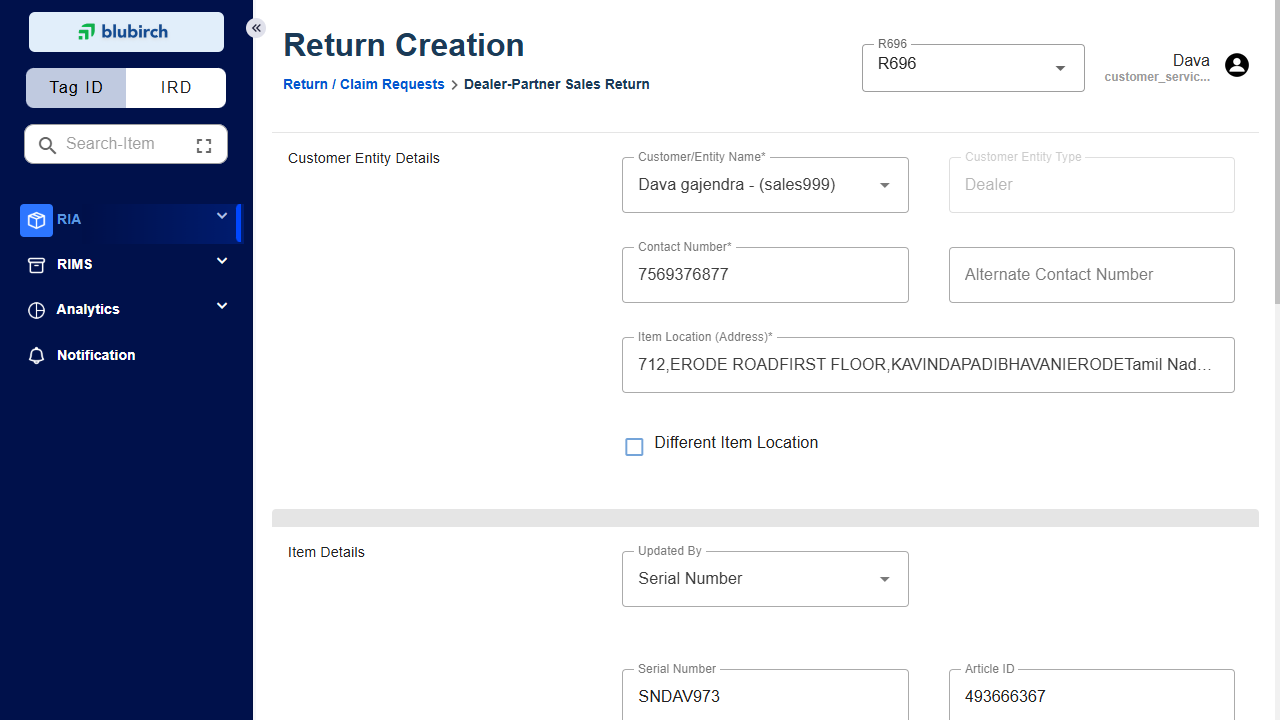 blubirch
Tag ID
IRD
Search-Item
RIA
RIMS
Analytics
Notification
Return Creation
Return / Claim Requests
Dealer-Partner Sales Return
R696
R696
Dava
customer_servic...
Customer Entity Details
Customer/Entity Name*
Dava gajendra - (sales999)
Customer Entity Type
Dealer
Contact Number*
7569376877
Alternate Contact Number
Item Location (Address)*
712,ERODE ROADFIRST FLOOR,KAVINDAPADIBHAVANIERODETamil Nad...
Different Item Location
Item Details
Updated By
Serial Number
Serial Number
SNDAV973
Article ID
493666367